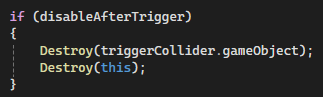 if (disableAfterTrigger)
{
    Destroy(triggerCollider.gameObject);
    Destroy(this);
}